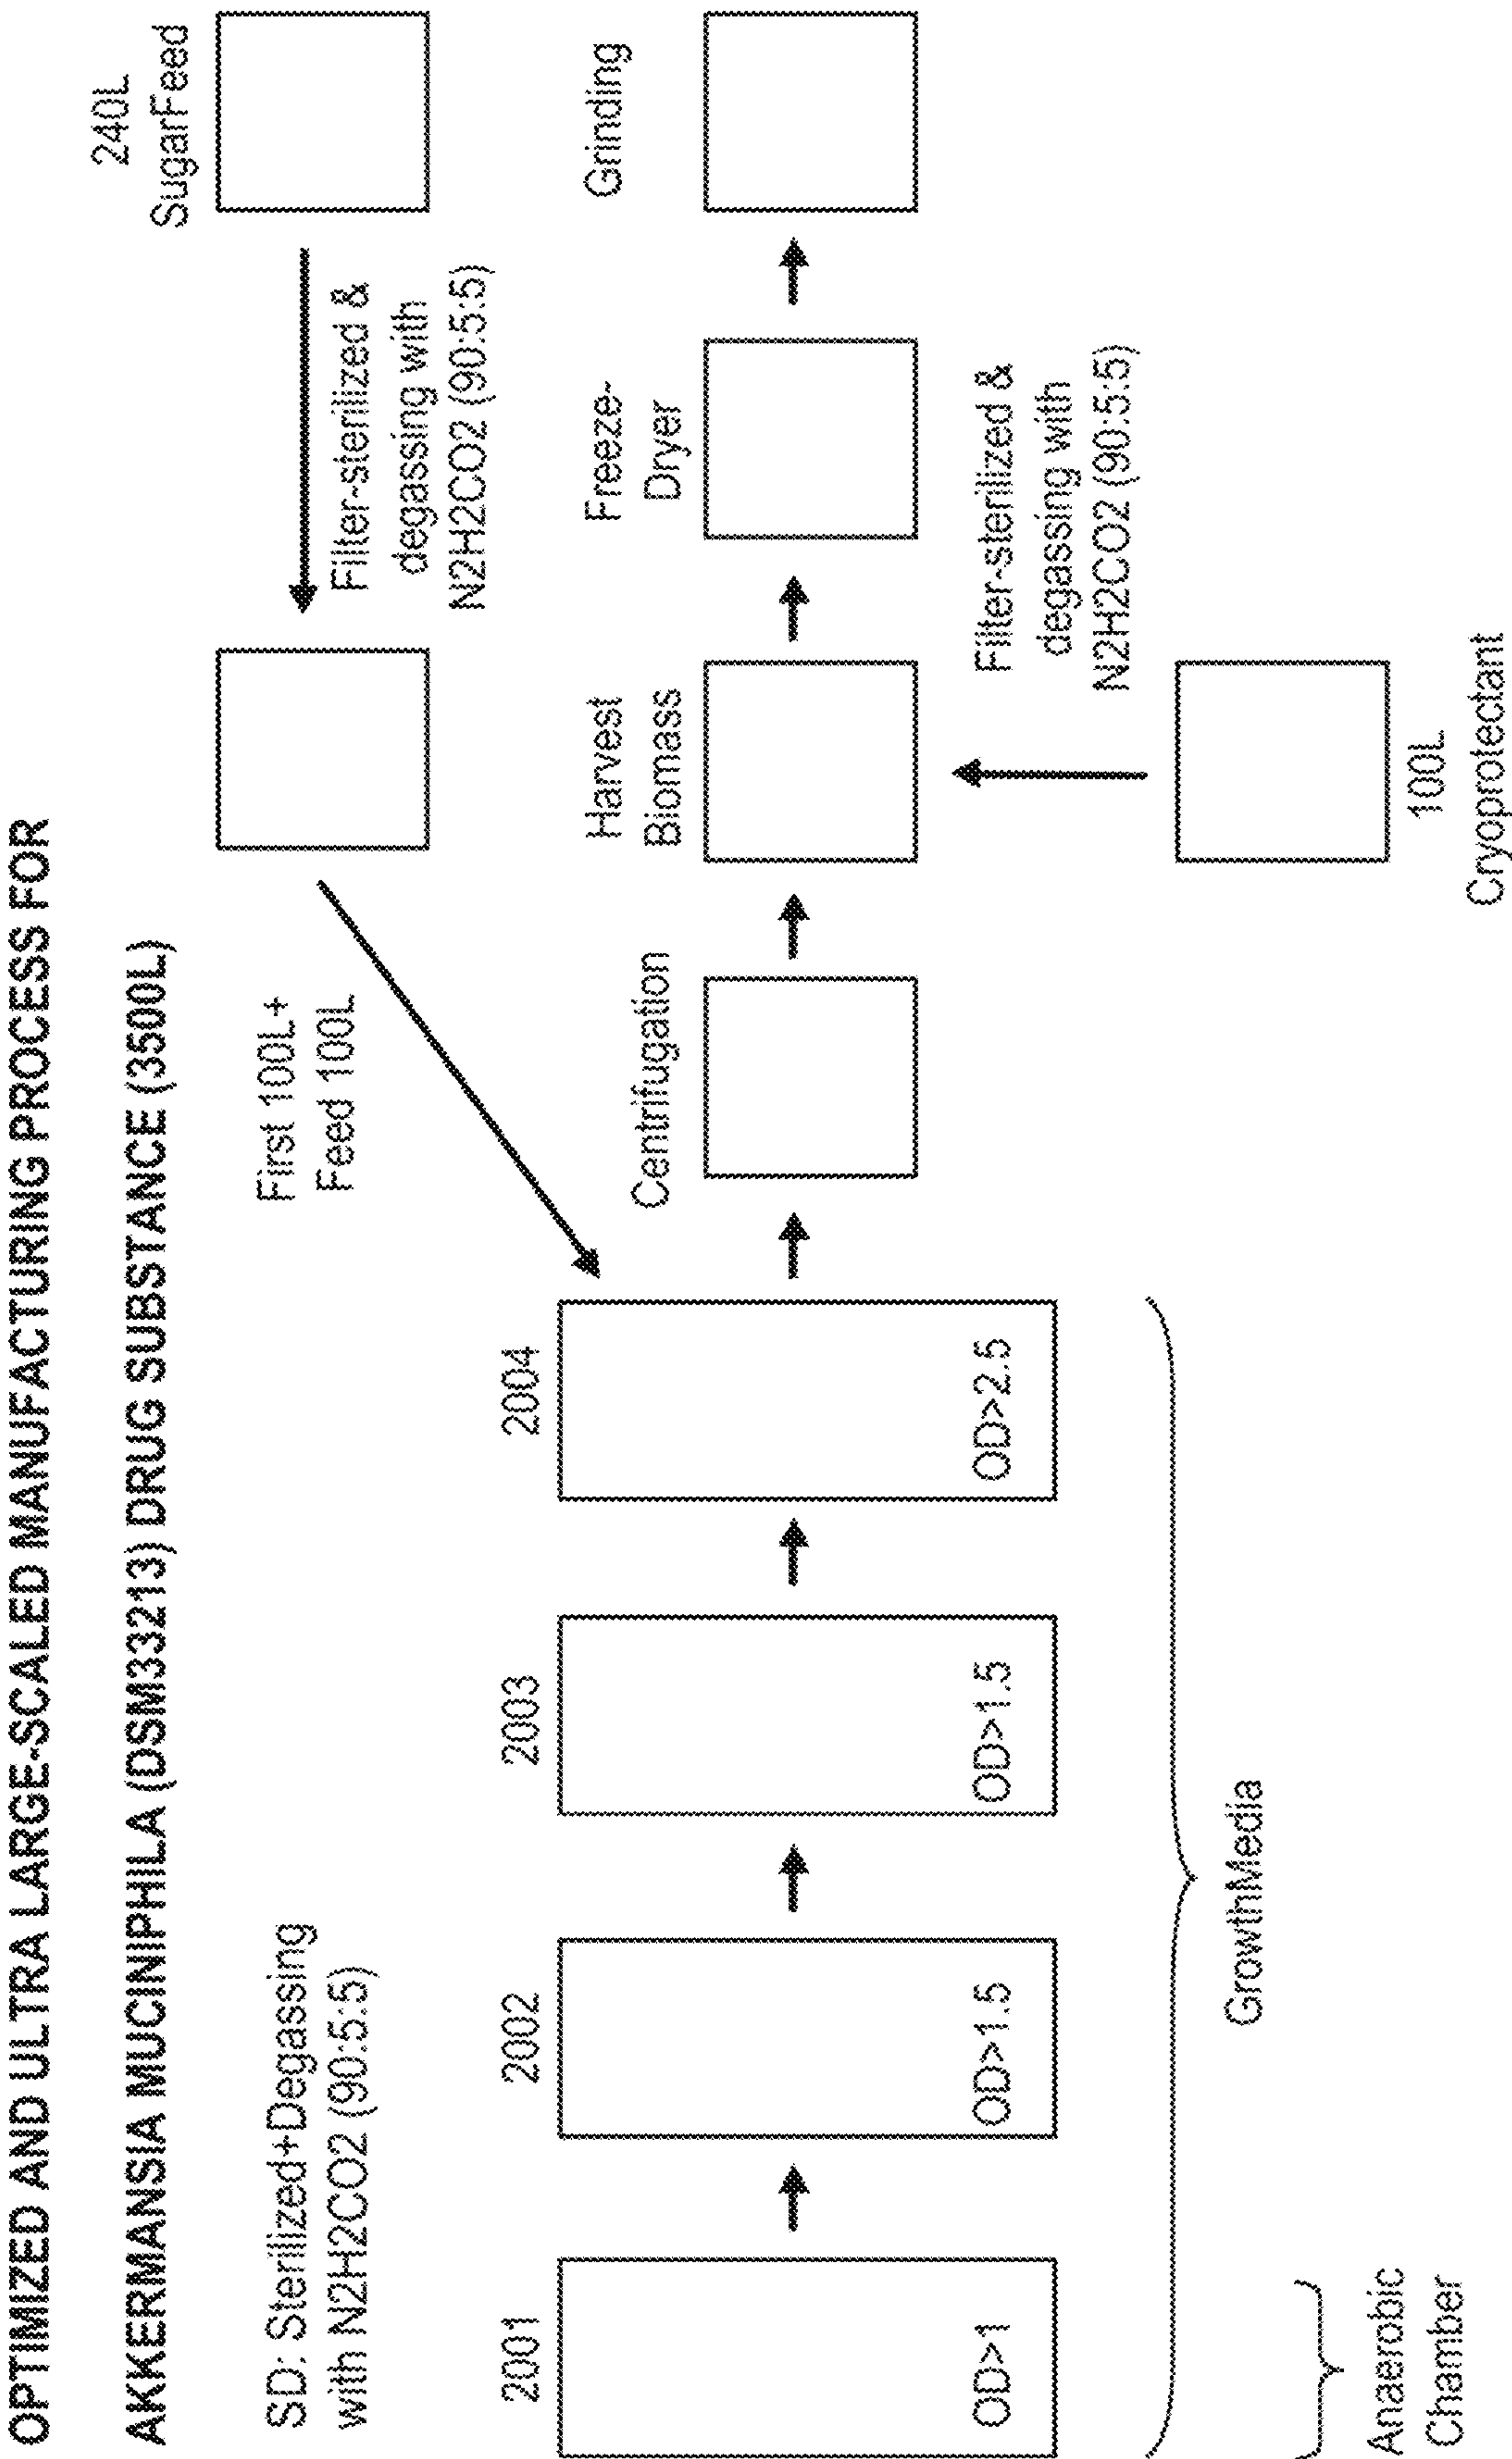 OPTIMIZED AND ULTRA LARGE-SCALED MANUFACTURING PROCESS FOR
AKKERMANSIA MUCINIPHILA (DSM33213) DRUG SUBSTANCE (3500L)
240L
SugarFeed
SD: Sterilized+Degassing
with N2H2CO2 (90:5:5)
First 100L+
Feed 100L
Filter-sterilized &
degassing with
N2H2CO2 (90:5:5)
2001
2002
2003
2004
Centrifugation
Harvest
Biomass
Freeze-
Dryer
Grinding
OD>1
OD>1.5
OD>1.5
OD>2.5
Filter-sterilized &
degassing with
N2H2CO2 (90:5:5)
GrowthMedia
Anaerobic
Chamber
100L
Cryoprotectant